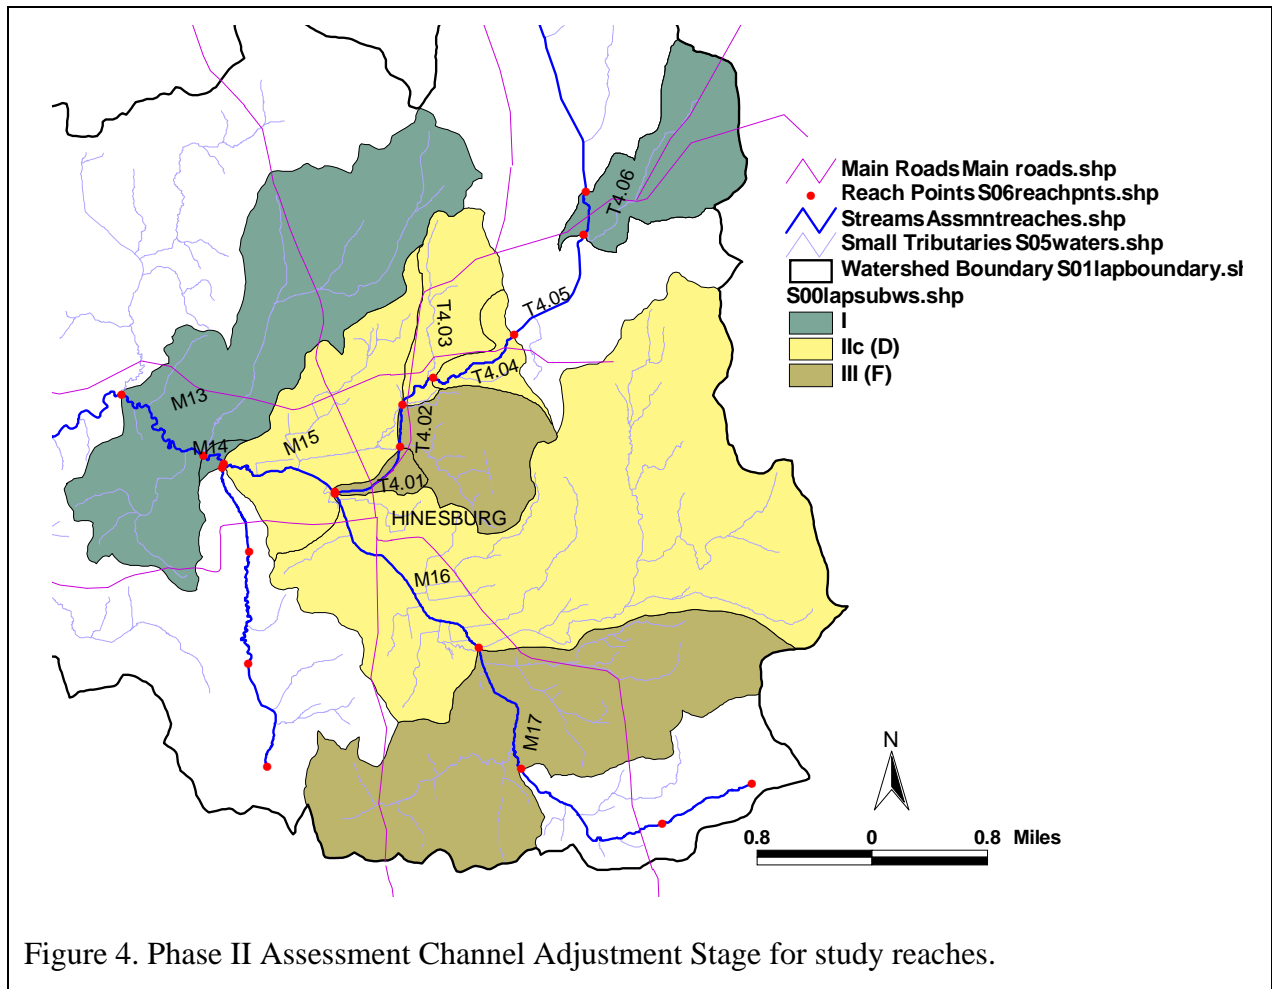 T4.06
Main Roads Main roads.shp
Reach Points S06reachpnts.shp
Streams Assmntreaches.shp
Small Tributaries S05waters.shp
Watershed Boundary S01lapboundary.sh
S00lapsubws.shp
I
IIc (D)
III (F)
T4.05
T4.03
T4.04
M13
T4.02
M15
M14
T4.01
HINESBURG
M16
M17
N
0.8 0 0.8 Miles
Figure 4. Phase II Assessment Channel Adjustment Stage for study reaches.